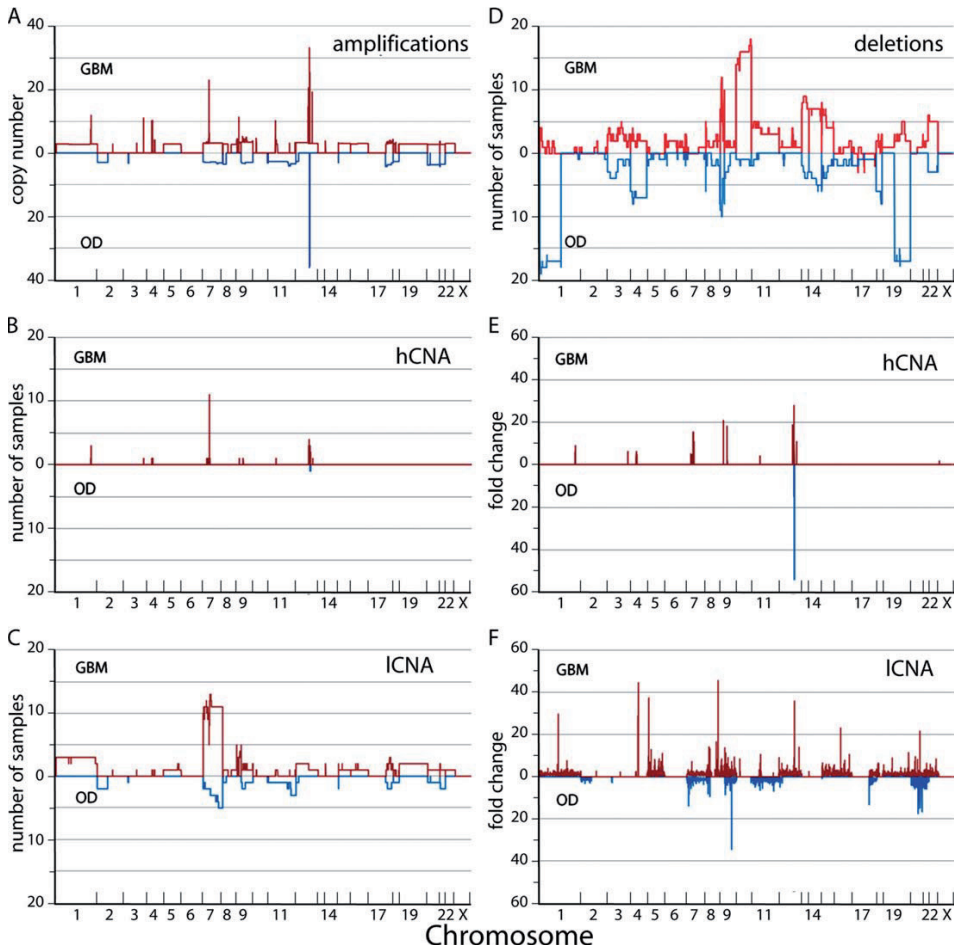 A
amplifications
GBM
OD
copy number
40
20
0
20
40
1 2 3 4 5 6 7 8 9 11 14 17 19 22 X
D
deletions
GBM
OD
number of samples
20
10
0
10
20
1 2 3 4 5 6 7 8 9 11 14 17 19 22 X
B
hCNA
GBM
OD
number of samples
20
10
0
10
20
1 2 3 4 5 6 7 8 9 11 14 17 19 22 X
E
hCNA
GBM
OD
fold change
60
40
20
0
20
40
60
1 2 3 4 5 6 7 8 9 11 14 17 19 22 X
C
lCNA
GBM
OD
number of samples
20
10
0
10
20
1 2 3 4 5 6 7 8 9 11 14 17 19 22 X
F
lCNA
GBM
OD
fold change
60
40
20
0
20
40
60
1 2 3 4 5 6 7 8 9 11 14 17 19 22 X
Chromosome